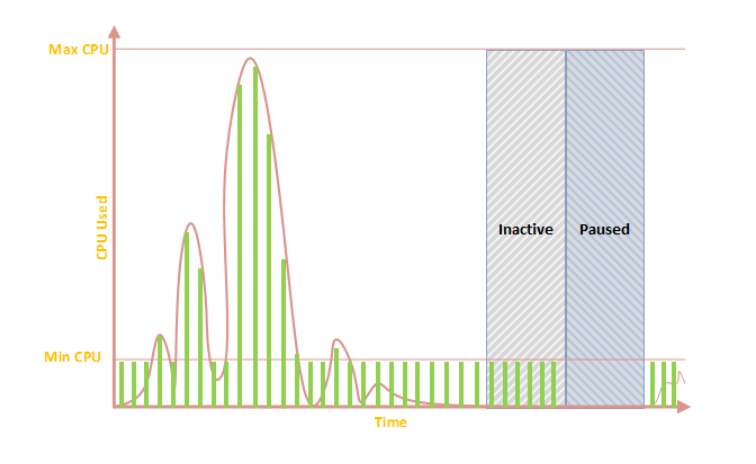 Max CPU
CPU Used
Inactive
Paused
Min CPU
Time